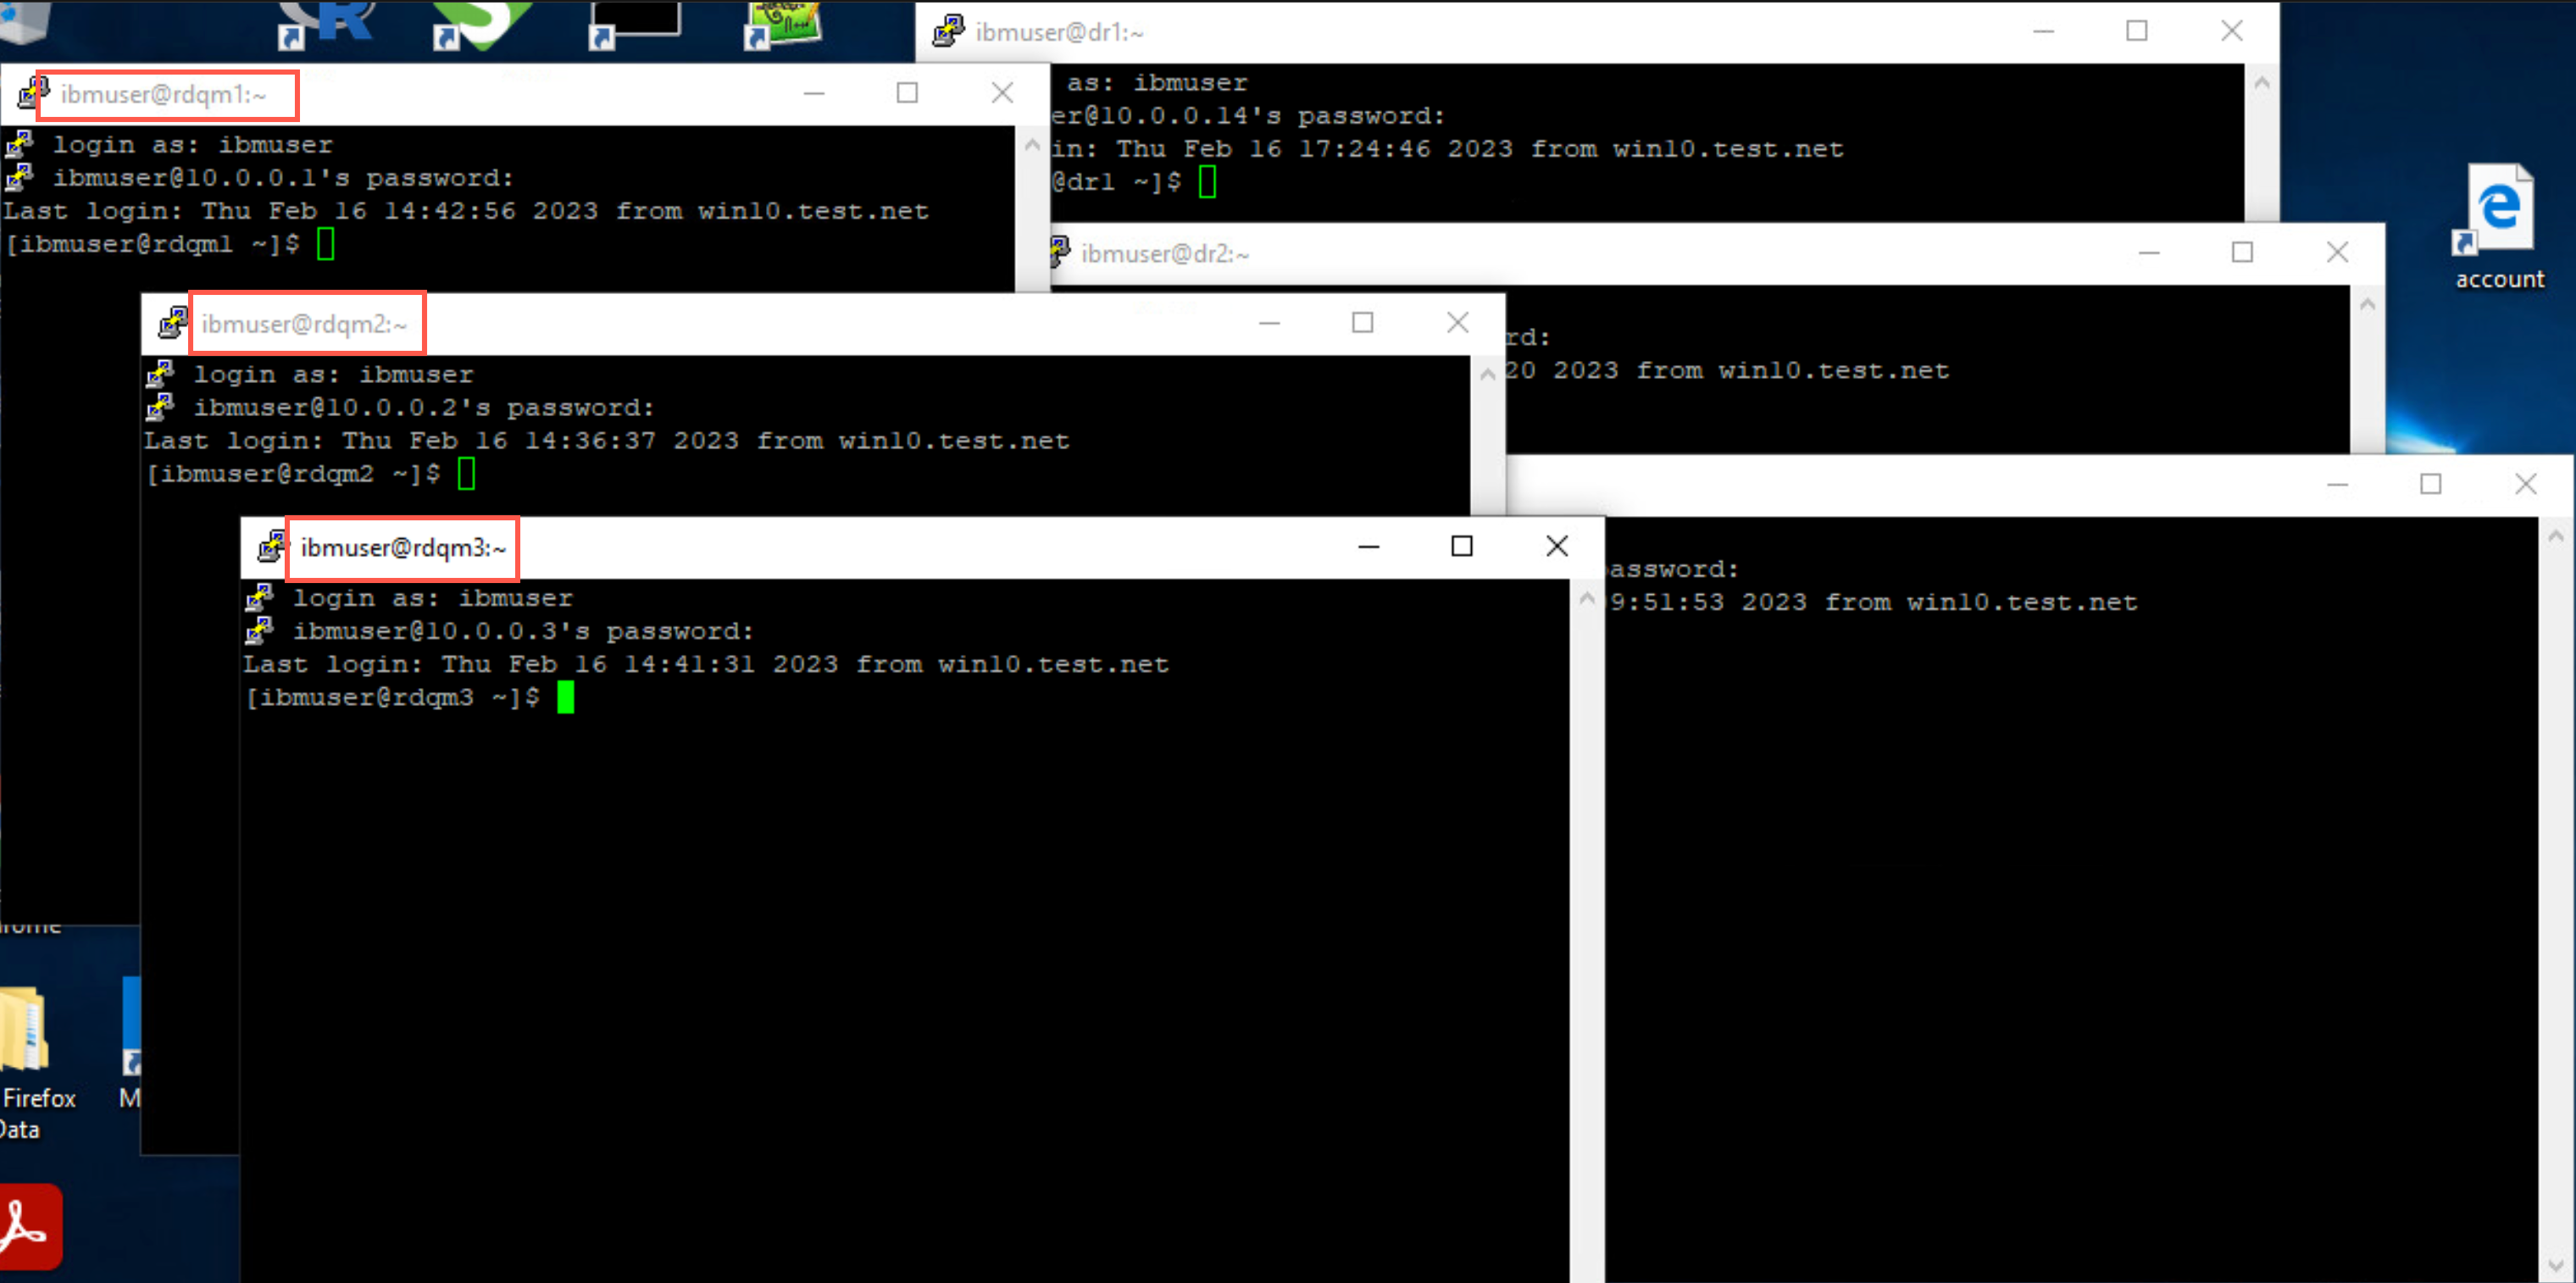 ibmuser@dr1:~
as: ibmuser
er@10.0.0.14's password:
in: Thu Feb 16 17:24:46 2023 from win10.test.net
@dr1 ~]$
ibmuser@rdqm1:~
login as: ibmuser
ibmuser@10.0.0.1's password:
Last login: Thu Feb 16 14:42:56 2023 from win10.test.net
[ibmuser@rdqm1 ~]$
ibmuser@dr2:~
rd:
20 2023 from win10.test.net
account
ibmuser@rdqm2:~
login as: ibmuser
ibmuser@10.0.0.2's password:
Last login: Thu Feb 16 14:36:37 2023 from win10.test.net
[ibmuser@rdqm2 ~]$
assword:
9:51:53 2023 from win10.test.net
ibmuser@rdqm3:~
login as: ibmuser
ibmuser@10.0.0.3's password:
Last login: Thu Feb 16 14:41:31 2023 from win10.test.net
[ibmuser@rdqm3 ~]$
Firefox
Data
M